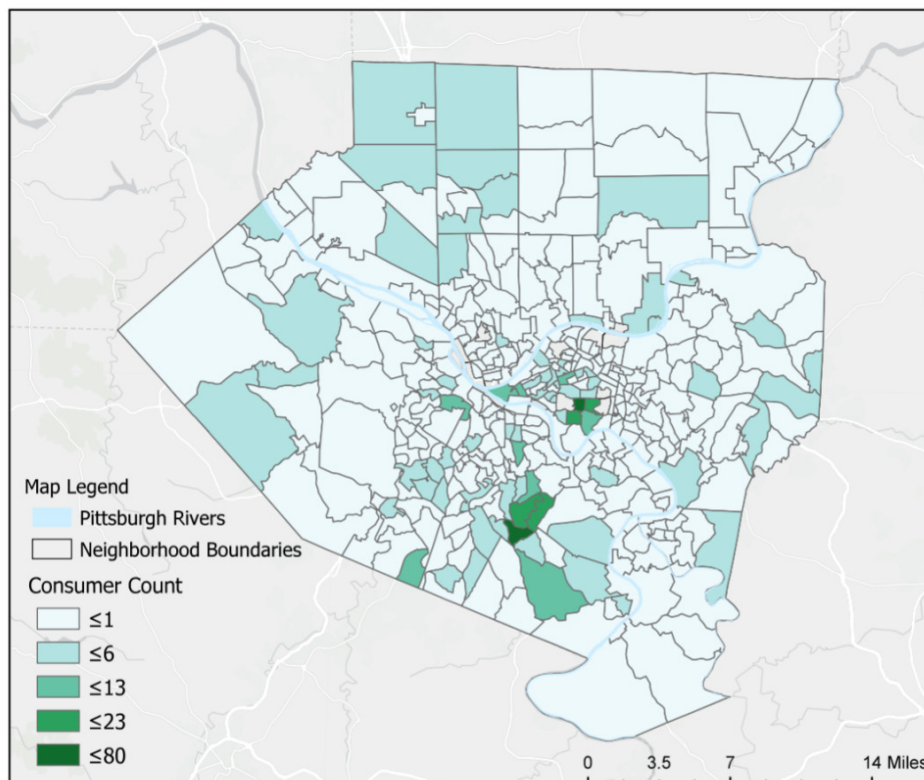 Map Legend
Pittsburgh Rivers
Neighborhood Boundaries
Consumer Count
≤1
≤6
≤13
≤23
≤80
0 3.5 7 14 Miles